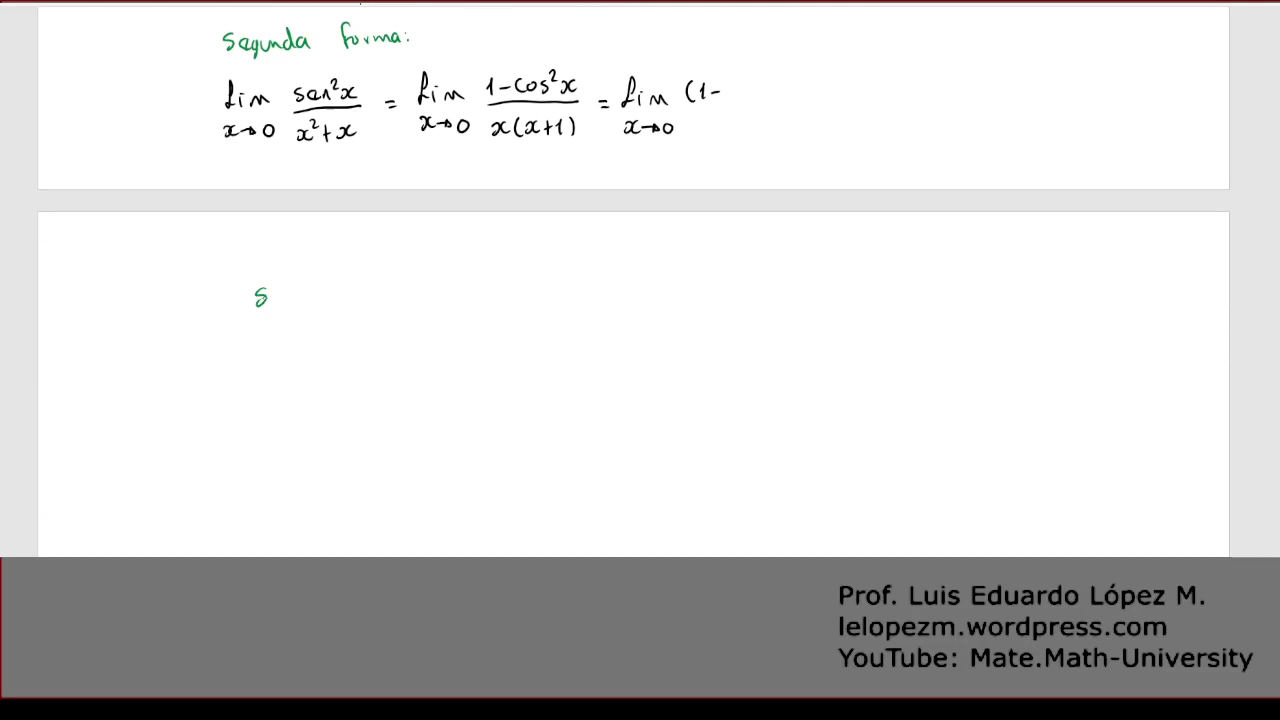 segunda forma:
Lim x→0 sen²x / x²+x = Lim x→0 1-cos²x / x(x+1) = Lim x→0 (1-
s
Prof. Luis Eduardo López M.
lelopezm.wordpress.com
YouTube: Mate.Math-University